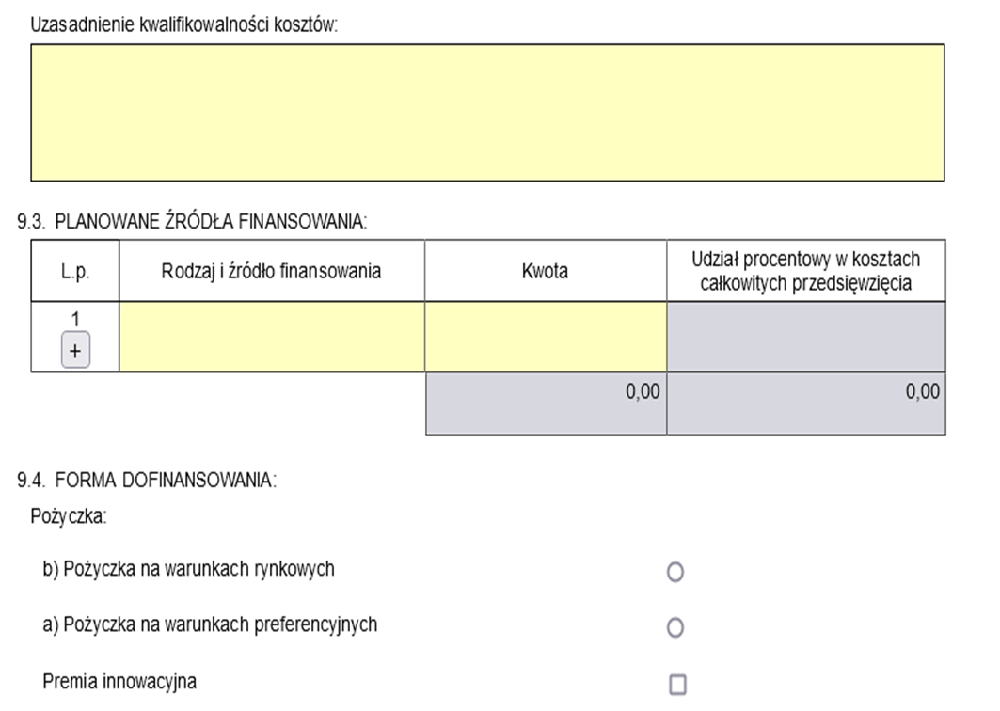 Uzasadnienie kwalifikowalności kosztów:
9.3. PLANOWANE ŹRÓDŁA FINANSOWANIA:
L.p.
Rodzaj i źródło finansowania
Kwota
Udział procentowy w kosztach
całkowitych przedsięwzięcia
1
+
0,00
0,00
9.4. FORMA DOFINANSOWANIA:
Pożyczka:
b) Pożyczka na warunkach rynkowych
a) Pożyczka na warunkach preferencyjnych
Premia innowacyjna